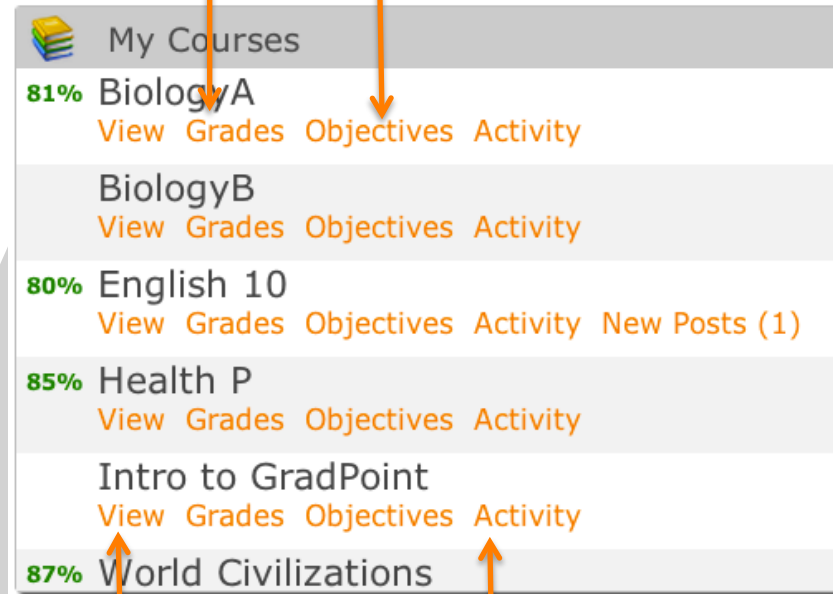 My Courses
81% BiologyA
View Grades Objectives Activity
BiologyB
View Grades Objectives Activity
80% English 10
View Grades Objectives Activity New Posts (1)
85% Health P
View Grades Objectives Activity
Intro to GradPoint
View Grades Objectives Activity
87% World Civilizations